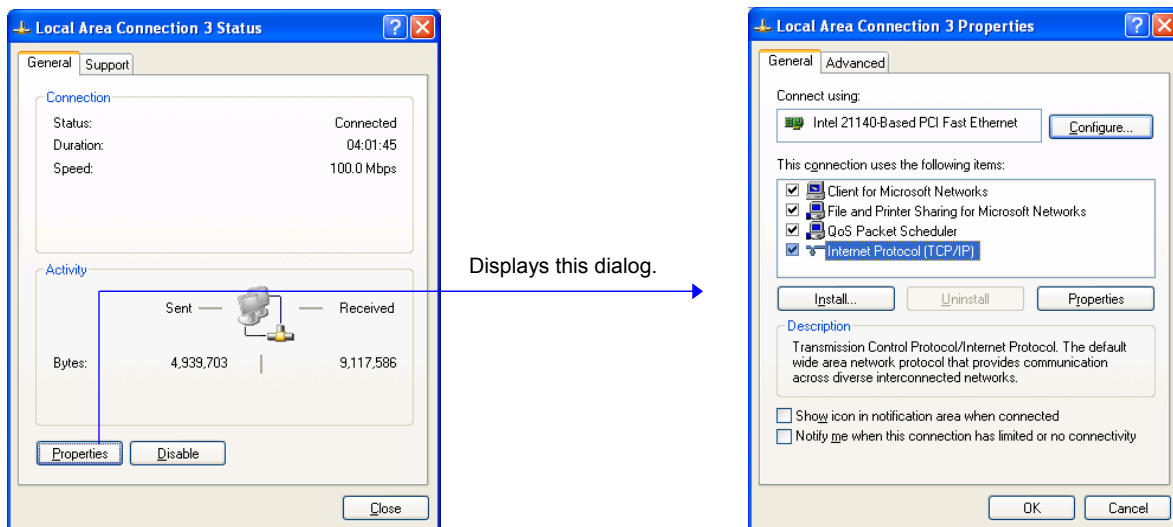 Local Area Connection 3 Status
General Support
Connection
Status: Connected
Duration: 04:01:45
Speed: 100.0 Mbps
Activity
Sent Received
Bytes: 4,939,703 9,117,586
Properties Disable
Close
Displays this dialog.
Local Area Connection 3 Properties
General Advanced
Connect using:
Intel 21140-Based PCI Fast Ethernet Configure...
This connection uses the following items:
Client for Microsoft Networks
File and Printer Sharing for Microsoft Networks
QoS Packet Scheduler
Internet Protocol (TCP/IP)
Install... Uninstall Properties
Description
Transmission Control Protocol/Internet Protocol. The default
wide area network protocol that provides communication
across diverse interconnected networks.
Show icon in notification area when connected
Notify me when this connection has limited or no connectivity
OK Cancel